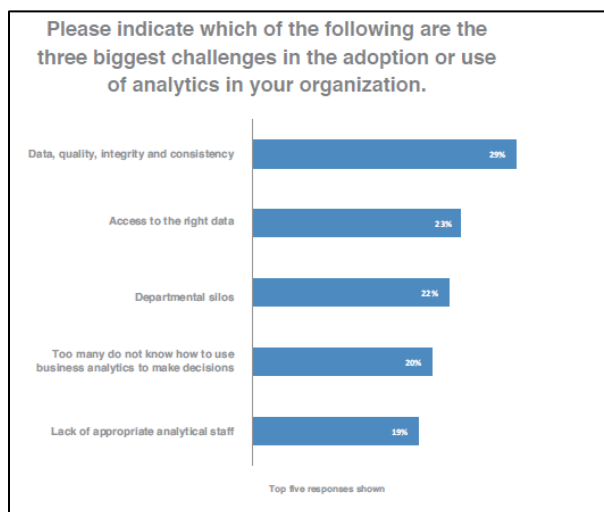 Please indicate which of the following are the
three biggest challenges in the adoption or use
of analytics in your organization.
Data, quality, integrity and consistency
29%
Access to the right data
23%
Departmental silos
22%
Too many do not know how to use
business analytics to make decisions
20%
Lack of appropriate analytical staff
19%
Top five responses shown